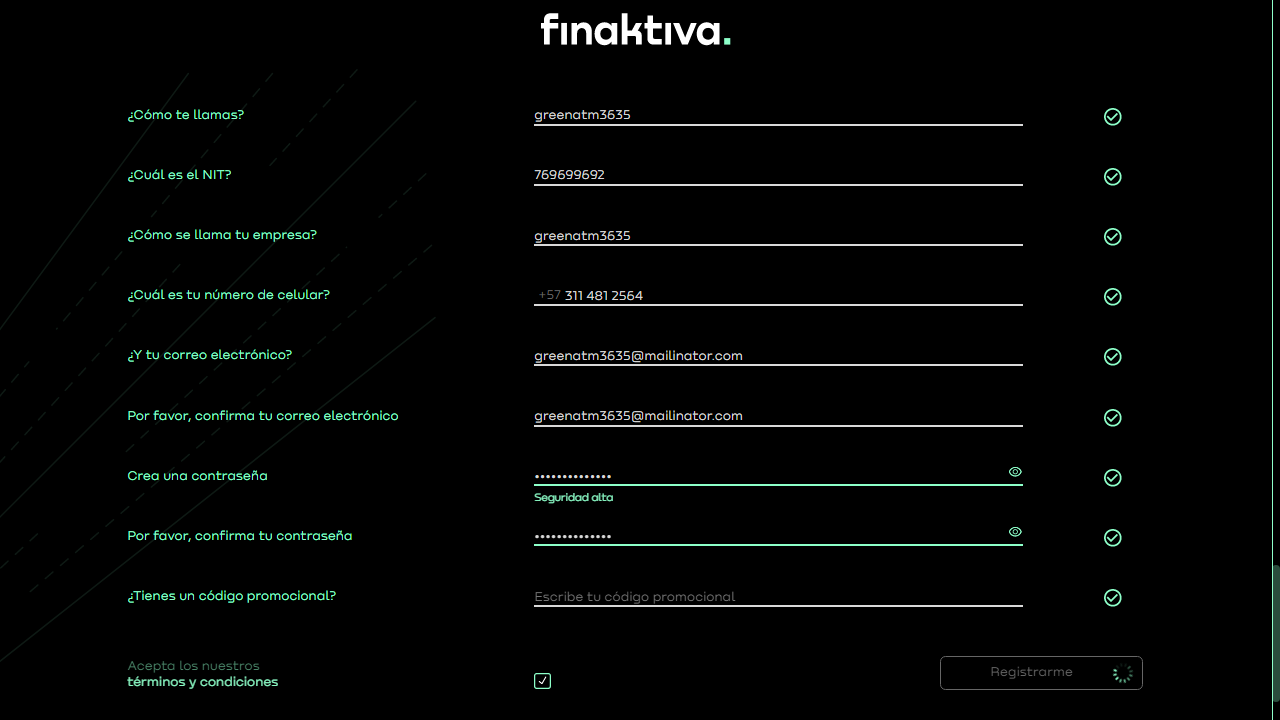 finaktiva.
¿Cómo te llamas? greenatm3635
¿Cuál es el NIT? 769699692
¿Cómo se llama tu empresa? greenatm3635
¿Cuál es tu número de celular? +57 311 481 2564
¿Y tu correo electrónico? greenatm3635@mailinator.com
Por favor, confirma tu correo electrónico greenatm3635@mailinator.com
Crea una contraseña ••••••••••••••
Seguridad alta
Por favor, confirma tu contraseña ••••••••••••••
¿Tienes un código promocional? Escribe tu código promocional
Acepta los nuestros
términos y condiciones
Registrarme